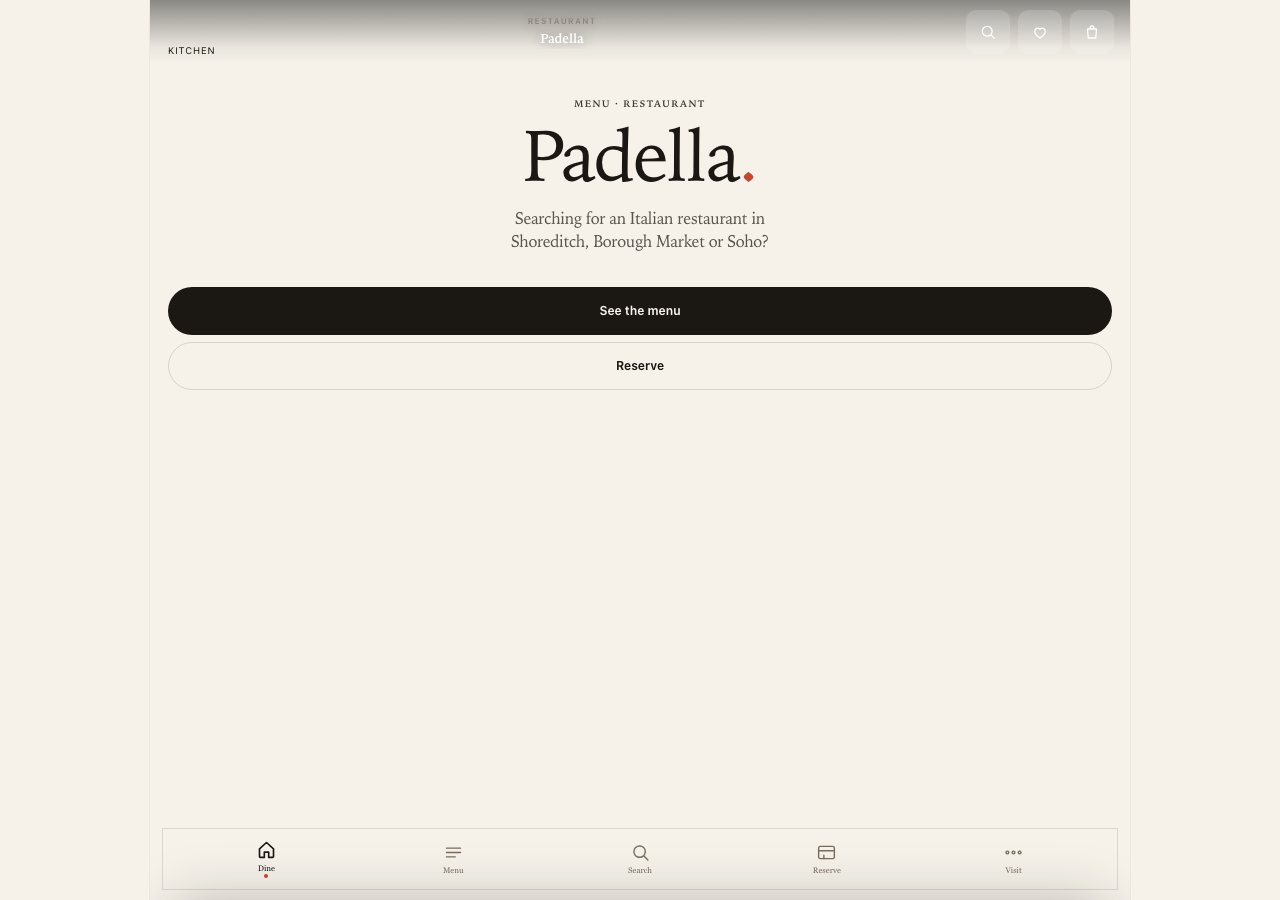 RESTAURANT
Padella
KITCHEN
MENU · RESTAURANT
Padella.
Searching for an Italian restaurant in
Shoreditch, Borough Market or Soho?
See the menu
Reserve
Dine
Menu
Search
Reserve
Visit